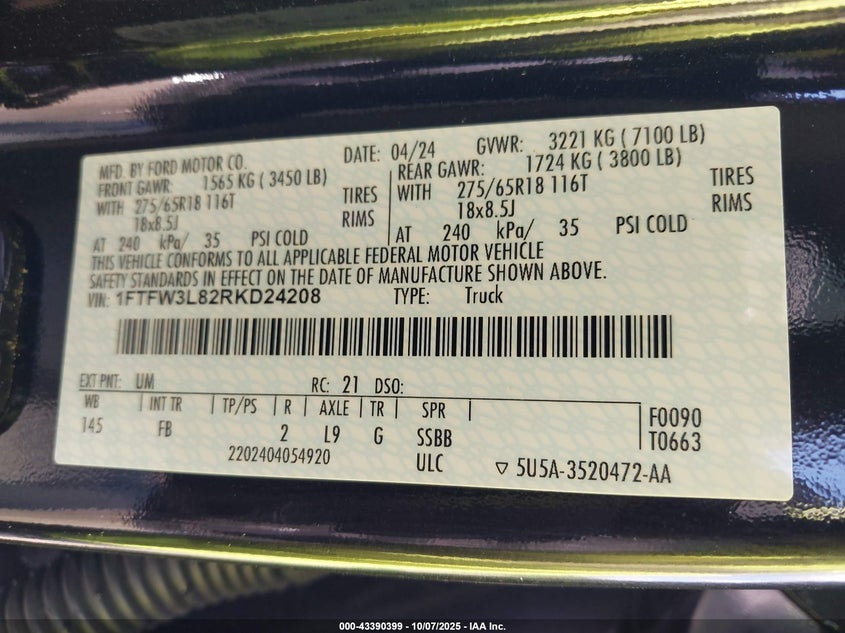 MFD. BY FORD MOTOR CO. DATE: 04/24 GVWR: 3221 KG ( 7100 LB)
FRONT GAWR: 1565 KG ( 3450 LB) REAR GAWR: 1724 KG ( 3800 LB)
WITH 275/65R18 116T TIRES WITH 275/65R18 116T TIRES
18x8.5J RIMS 18x8.5J RIMS
AT 240 kPa/ 35 PSI COLD AT 240 kPa/ 35 PSI COLD
THIS VEHICLE CONFORMS TO ALL APPLICABLE FEDERAL MOTOR VEHICLE
SAFETY STANDARDS IN EFFECT ON THE DATE OF MANUFACTURE SHOWN ABOVE.
VIN: 1FTFW3L82RKD24208 TYPE: Truck
EXT PNT: UM RC: 21 DSO:
WB INT TR TP/PS R AXLE TR SPR
145 FB 2 L9 G SSBB
F0090
T0663
2202404054920 ULC ▽ 5U5A-3520472-AA
000-43390399 | 10/07/2025 - IAA Inc.